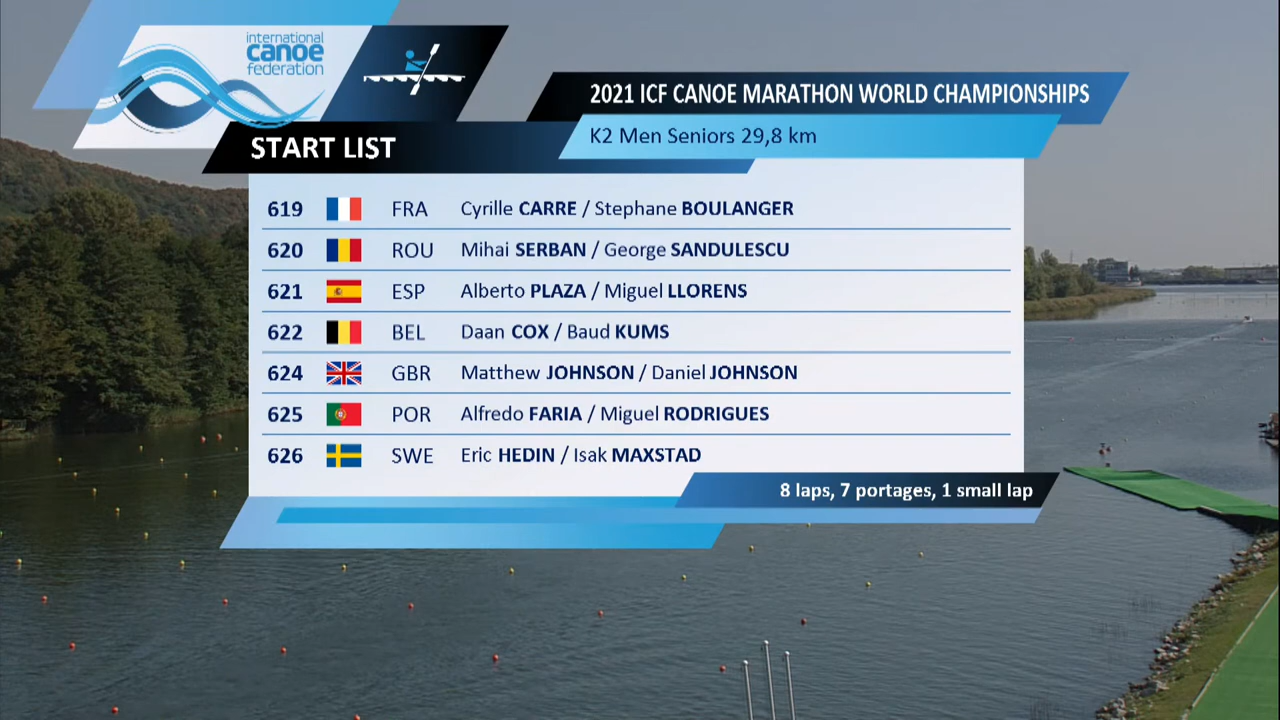 international
canoe
federation
2021 ICF CANOE MARATHON WORLD CHAMPIONSHIPS
K2 Men Seniors 29,8 km
START LIST
619 FRA Cyrille CARRE / Stephane BOULANGER
620 ROU Mihai SERBAN / George SANDULESCU
621 ESP Alberto PLAZA / Miguel LLORENS
622 BEL Daan COX / Baud KUMS
624 GBR Matthew JOHNSON / Daniel JOHNSON
625 POR Alfredo FARIA / Miguel RODRIGUES
626 SWE Eric HEDIN / Isak MAXSTAD
8 laps, 7 portages, 1 small lap